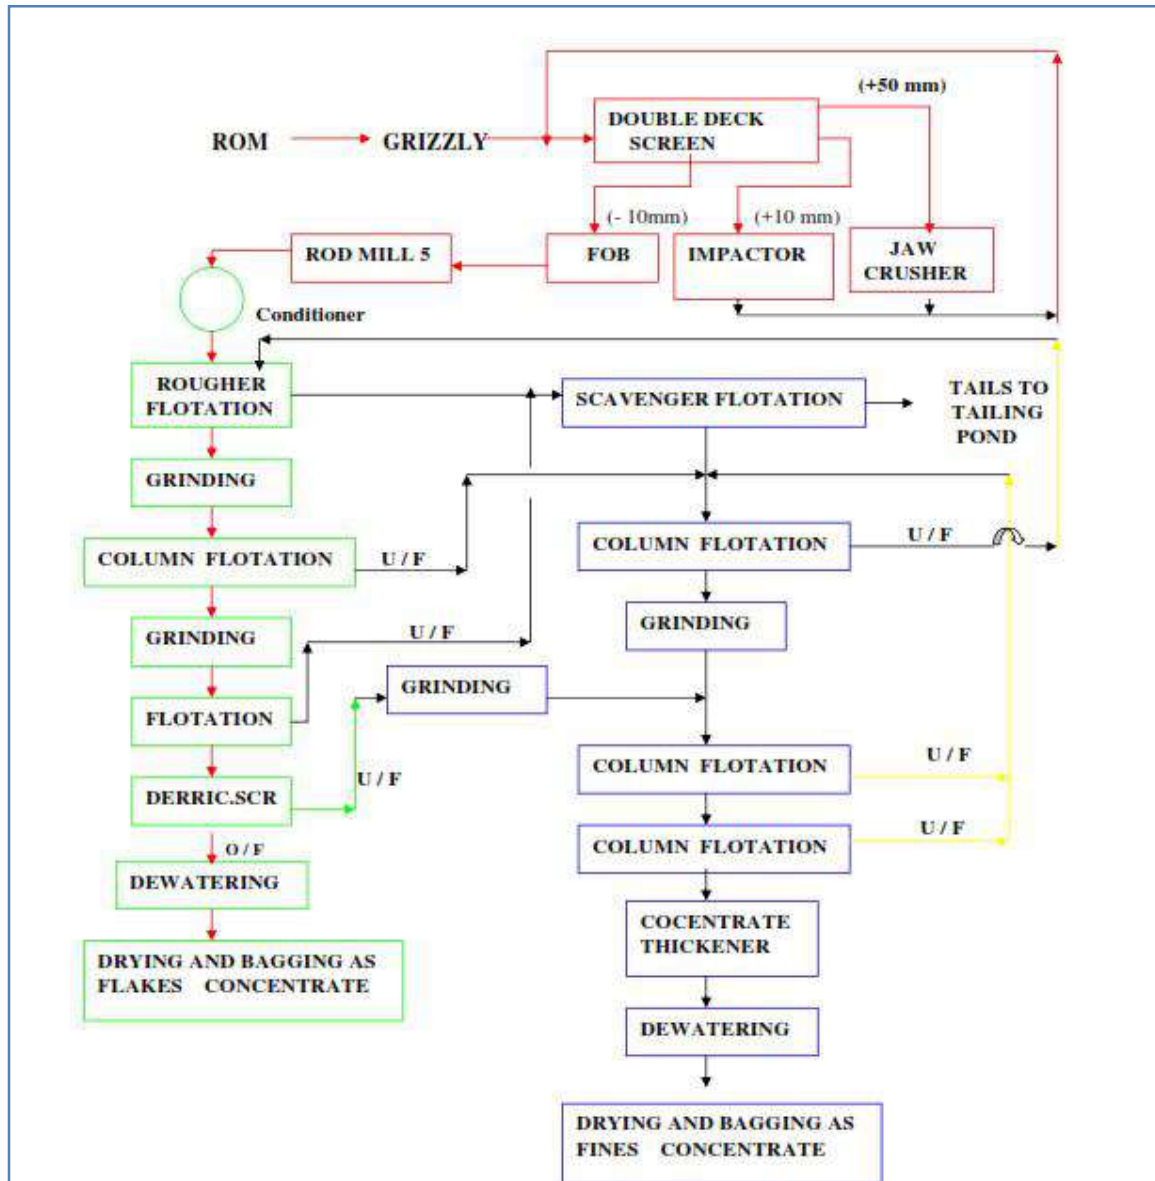 (+50 mm)
DOUBLE DECK
SCREEN
ROM
GRIZZLY
(- 10mm)
(+10 mm)
ROD MILL 5
FOB
IMPACTOR
JAW
CRUSHER
Conditioner
ROUGHER
FLOTATION
SCAVENGER FLOTATION
TAILS TO
TAILING
POND
GRINDING
COLUMN FLOTATION
U / F
COLUMN FLOTATION
U / F
GRINDING
U / F
GRINDING
GRINDING
FLOTATION
U / F
DERRIC.SCR
COLUMN FLOTATION
U / F
O / F
COLUMN FLOTATION
U / F
DEWATERING
DRYING AND BAGGING AS
FLAKES CONCENTRATE
COCENTRATE
THICKENER
DEWATERING
DRYING AND BAGGING AS
FINES CONCENTRATE